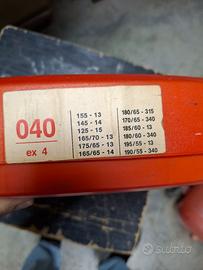 040
ex 4
155 - 13
145 - 14
125 - 15
165/70 - 13
175/65 - 13
165/65 - 14
180/65 - 315
170/65 - 340
185/60 - 13
180/60 - 340
195/55 - 13
190/55 - 340
subito